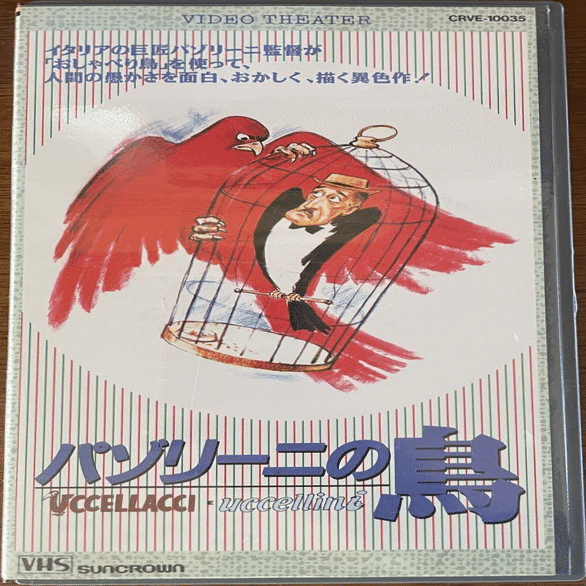 VIDEO THEATER
CRVE-10035
イタリアの巨匠パゾリーニ監督が
「おしゃべり鳥」を使って、
人間の愚かさを面白、おかしく、描く異色作!
パゾリーニの鳥
UCCELLACCI - uccellini
VHS SUNCROWN